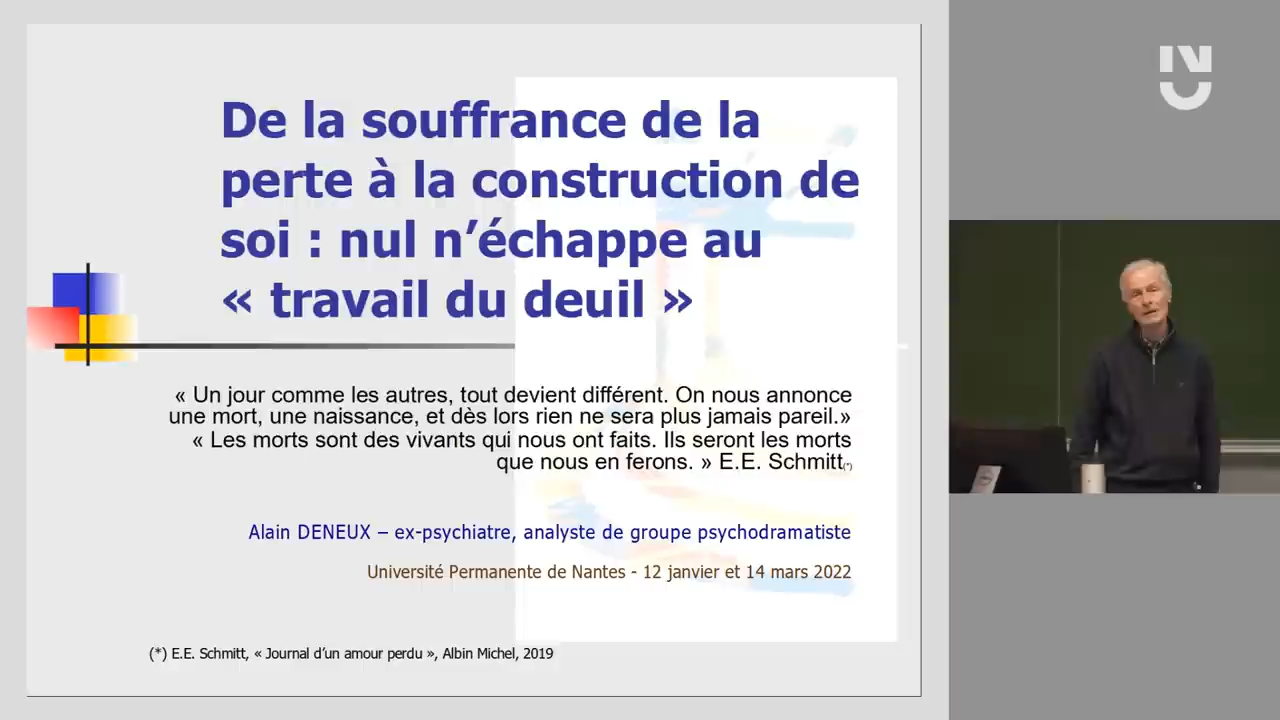 De la souffrance de la
perte à la construction de
soi : nul n’échappe au
« travail du deuil »
« Un jour comme les autres, tout devient différent. On nous annonce
une mort, une naissance, et dès lors rien ne sera plus jamais pareil.»
« Les morts sont des vivants qui nous ont faits. Ils seront les morts
que nous en ferons. » E.E. Schmitt(*)
Alain DENEUX – ex-psychiatre, analyste de groupe psychodramatiste
Université Permanente de Nantes - 12 janvier et 14 mars 2022
(*) E.E. Schmitt, « Journal d’un amour perdu », Albin Michel, 2019